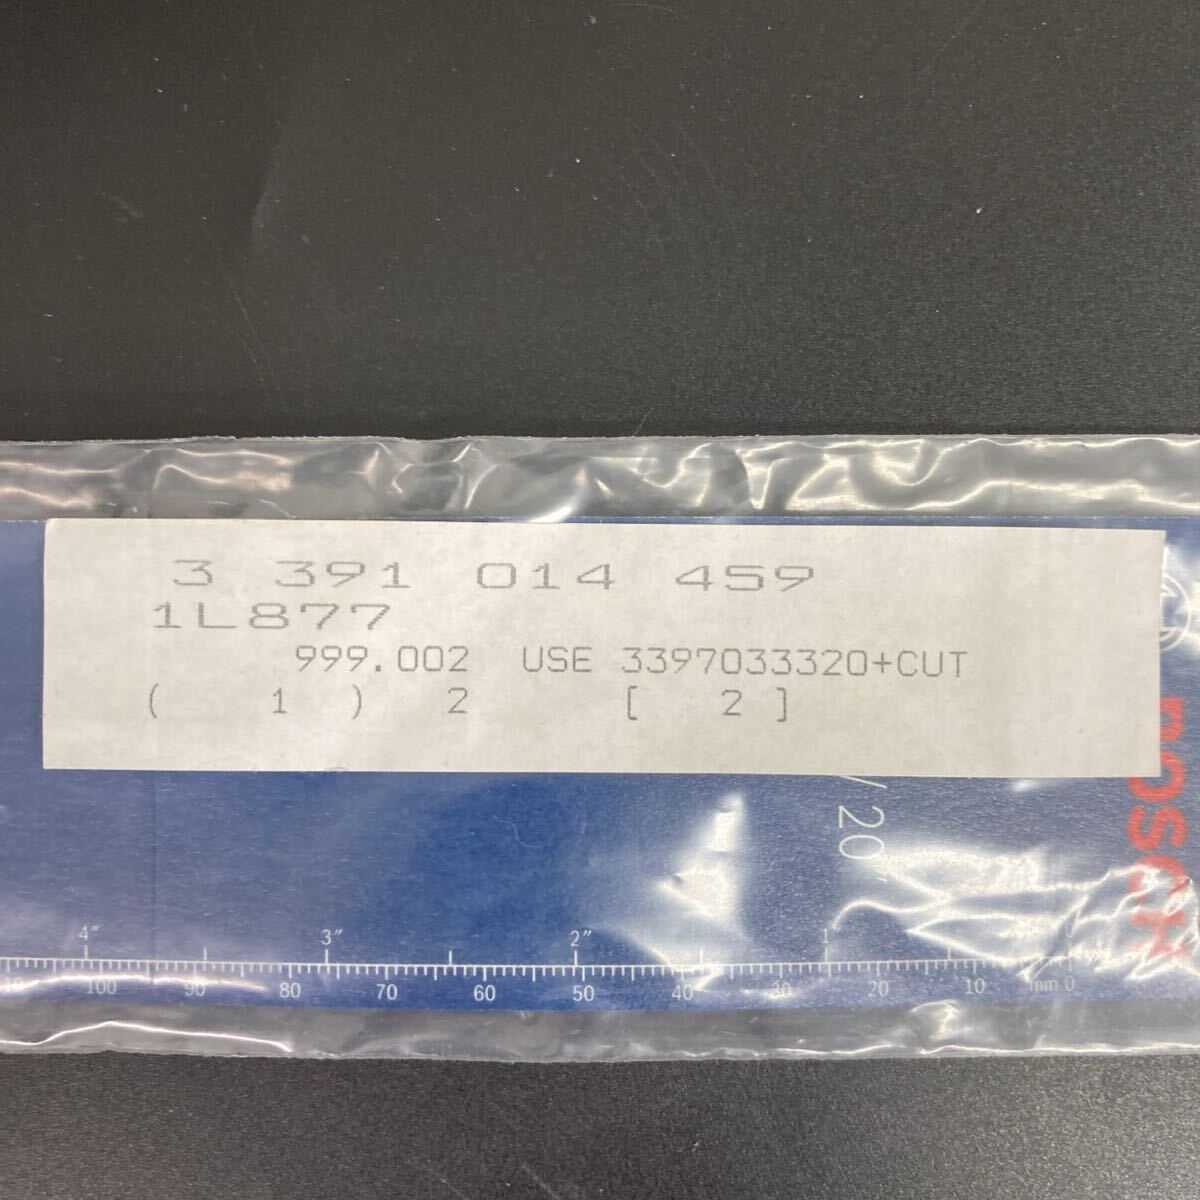 3 391 014 459
1L877
999.002 USE 3397033320+CUT
( 1 ) 2 [ 2 ]
BOSCH
/ 20
4" 3" 2" 1"
100 90 80 70 60 50 40 30 20 10 mm 0